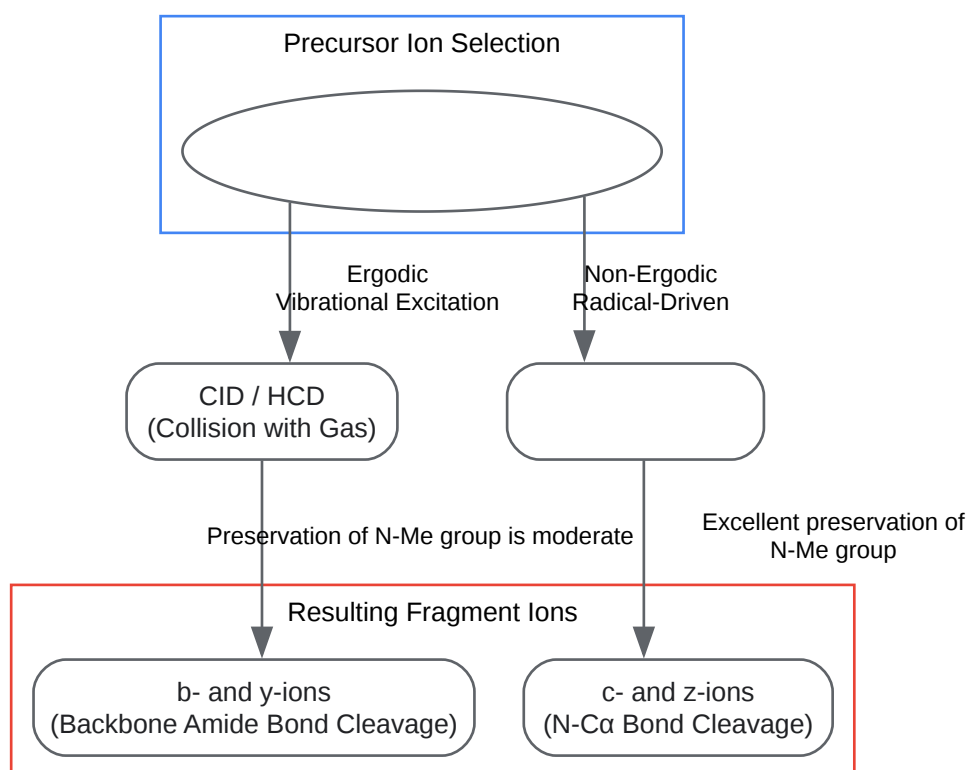 Precursor Ion Selection
Ergodic
Vibrational Excitation
Non-Ergodic
Radical-Driven
CID / HCD
(Collision with Gas)
Preservation of N-Me group is moderate
Excellent preservation of
N-Me group
Resulting Fragment Ions
b- and y-ions
(Backbone Amide Bond Cleavage)
c- and z-ions
(N-Cα Bond Cleavage)